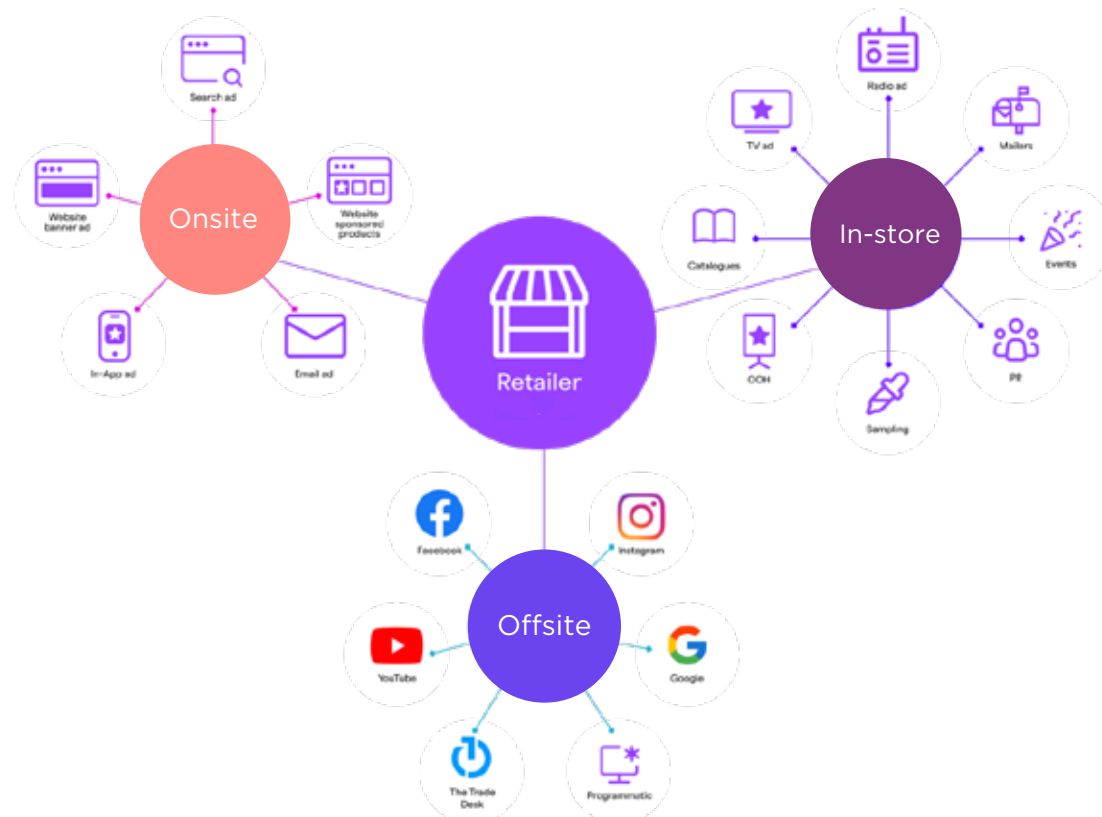 Search ad
Website
banner ad
Onsite
Website
sponsored
products
In-App ad
Email ad
Retailer
Radio ad
TV ad
Mailers
Catalogues
In-store
Events
OOH
PR
Sampling
Facebook
Instagram
Offsite
YouTube
Google
The Trade
Desk
Programmatic